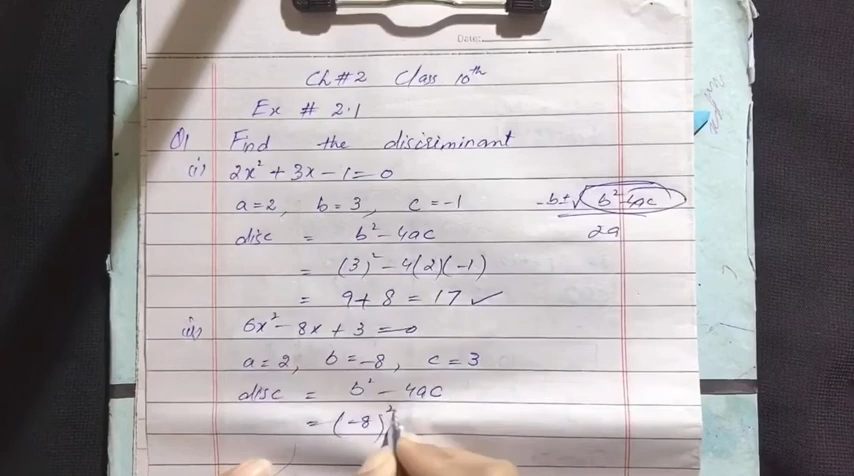 Date:
Ch # 2 Class 10th
Ex # 2.1
Q1 Find the disciriminant
(i) 2x² + 3x - 1 = 0
a = 2, b = 3, c = -1
-b ± √b² - 4ac
2a
disc = b² - 4ac
= (3)² - 4(2)(-1)
= 9 + 8 = 17 ✓
(ii) 6x² - 8x + 3 = 0
a = 2, b = -8, c = 3
disc = b² - 4ac
= (-8)²